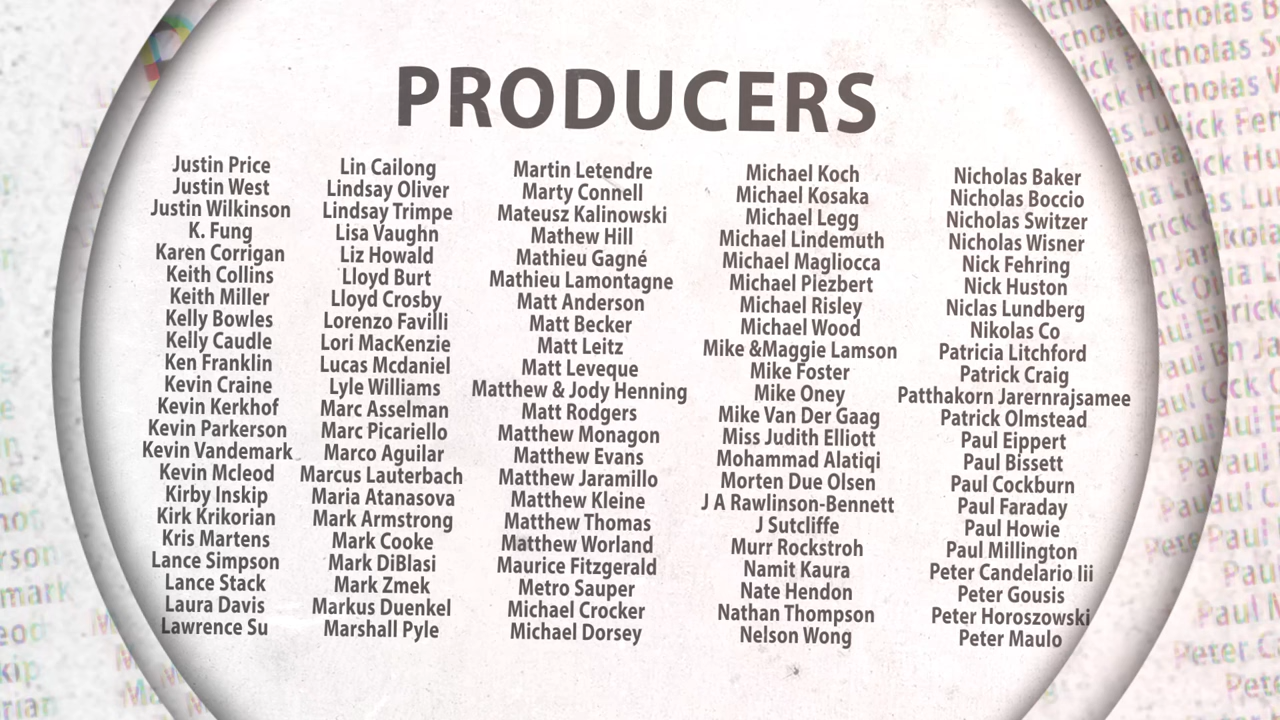 PRODUCERS
Justin Price
Justin West
Justin Wilkinson
K. Fung
Karen Corrigan
Keith Collins
Keith Miller
Kelly Bowles
Kelly Caudle
Ken Franklin
Kevin Craine
Kevin Kerkhof
Kevin Parkerson
Kevin Vandemark
Kevin Mcleod
Kirby Inskip
Kirk Krikorian
Kris Martens
Lance Simpson
Lance Stack
Laura Davis
Lawrence Su
Lin Cailong
Lindsay Oliver
Lindsay Trimpe
Lisa Vaughn
Liz Howald
Lloyd Burt
Lloyd Crosby
Lorenzo Favilli
Lori MacKenzie
Lucas Mcdaniel
Lyle Williams
Marc Asselman
Marc Picariello
Marco Aguilar
Marcus Lauterbach
Maria Atanasova
Mark Armstrong
Mark Cooke
Mark DiBlasi
Mark Zmek
Markus Duenkel
Marshall Pyle
Martin Letendre
Marty Connell
Mateusz Kalinowski
Mathew Hill
Mathieu Gagné
Mathieu Lamontagne
Matt Anderson
Matt Becker
Matt Leitz
Matt Leveque
Matthew & Jody Henning
Matt Rodgers
Matthew Monagon
Matthew Evans
Matthew Jaramillo
Matthew Kleine
Matthew Thomas
Matthew Worland
Maurice Fitzgerald
Metro Sauper
Michael Crocker
Michael Dorsey
Michael Koch
Michael Kosaka
Michael Legg
Michael Lindemuth
Michael Magliocca
Michael Plezbert
Michael Risley
Michael Wood
Mike &Maggie Lamson
Mike Foster
Mike Oney
Mike Van Der Gaag
Miss Judith Elliott
Mohammad Alatiqi
Morten Due Olsen
J A Rawlinson-Bennett
J Sutcliffe
Murr Rockstroh
Namit Kaura
Nate Hendon
Nathan Thompson
Nelson Wong
Nicholas Baker
Nicholas Boccio
Nicholas Switzer
Nicholas Wisner
Nick Fehring
Nick Huston
Niclas Lundberg
Nikolas Co
Patricia Litchford
Patrick Craig
Patthakorn Jarernrajsamee
Patrick Olmstead
Paul Eippert
Paul Bissett
Paul Cockburn
Paul Faraday
Paul Howie
Paul Millington
Peter Candelario Iii
Peter Gousis
Peter Horoszowski
Peter Maulo